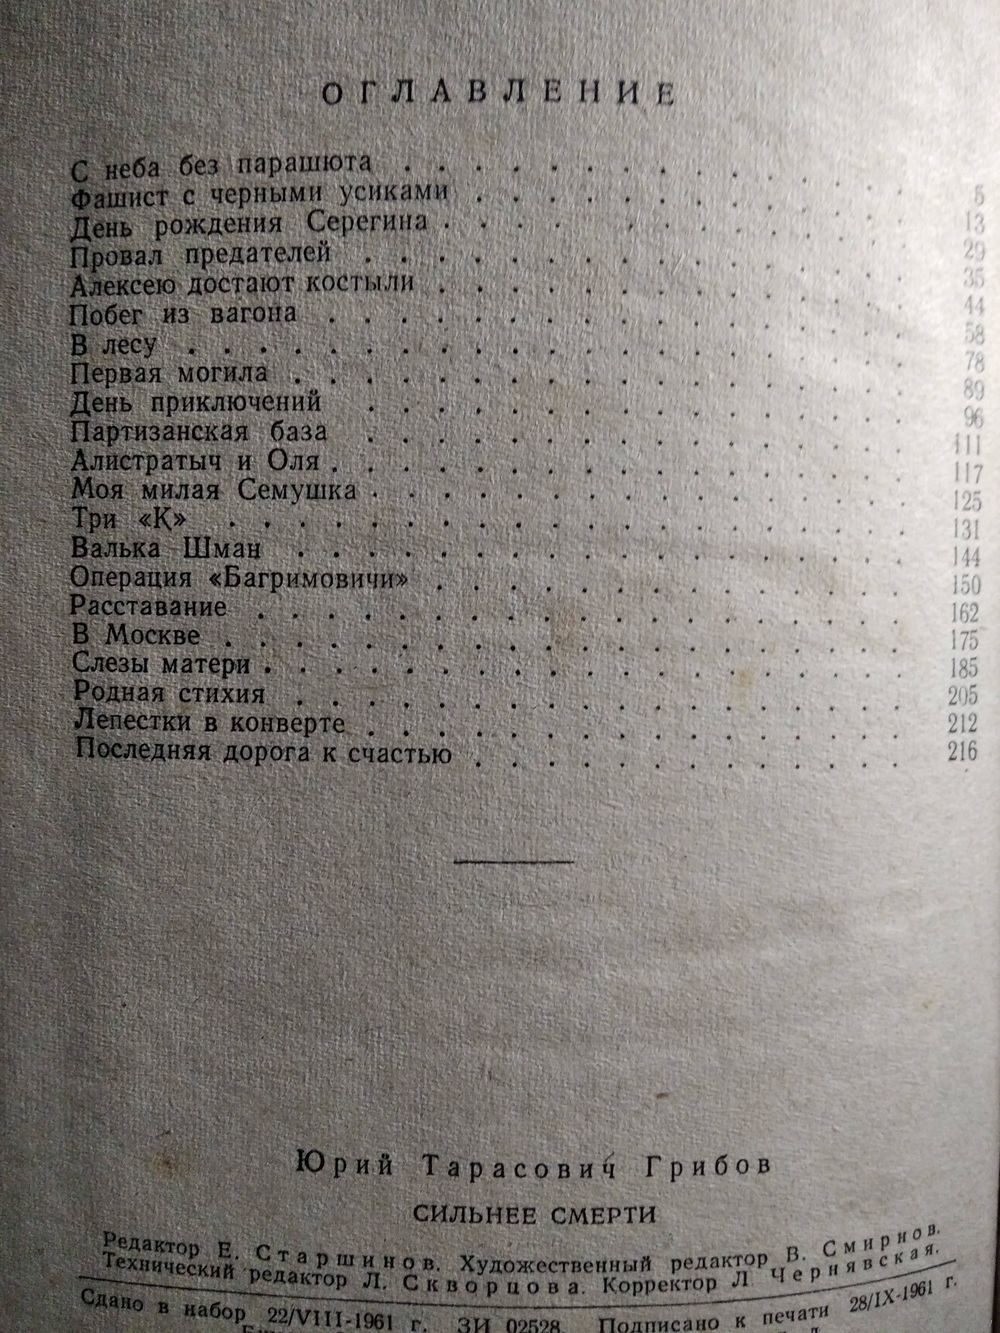 ОГЛАВЛЕНИЕ
С неба без парашюта . . . . . . . . . . 5
Фашист с черными усиками . . . . . . . . . . 13
День рождения Серегина . . . . . . . . . . 29
Провал предателей . . . . . . . . . . 35
Алексею достают костыли . . . . . . . . . . 44
Побег из вагона . . . . . . . . . . 58
В лесу . . . . . . . . . . 78
Первая могила . . . . . . . . . . 89
День приключений . . . . . . . . . . 96
Партизанская база . . . . . . . . . . 111
Алистратыч и Оля . . . . . . . . . . 117
Моя милая Семушка . . . . . . . . . . 125
Три «К» . . . . . . . . . . 131
Валька Шман . . . . . . . . . . 144
Операция «Багримовичи» . . . . . . . . . . 150
Расставание . . . . . . . . . . 162
В Москве . . . . . . . . . . 175
Слезы матери . . . . . . . . . . 185
Родная стихия . . . . . . . . . . 205
Лепестки в конверте . . . . . . . . . . 212
Последняя дорога к счастью . . . . . . . . . . 216
Юрий Тарасович Грибов
СИЛЬНЕЕ СМЕРТИ
Редактор Е. Старшинов. Художественный редактор В. Смирнов.
Технический редактор Л. Скворцова. Корректор Л Чернявская.
Сдано в набор 22/VIII-1961 г. ЗИ 02528. Подписано к печати 28/IX-1961 г.